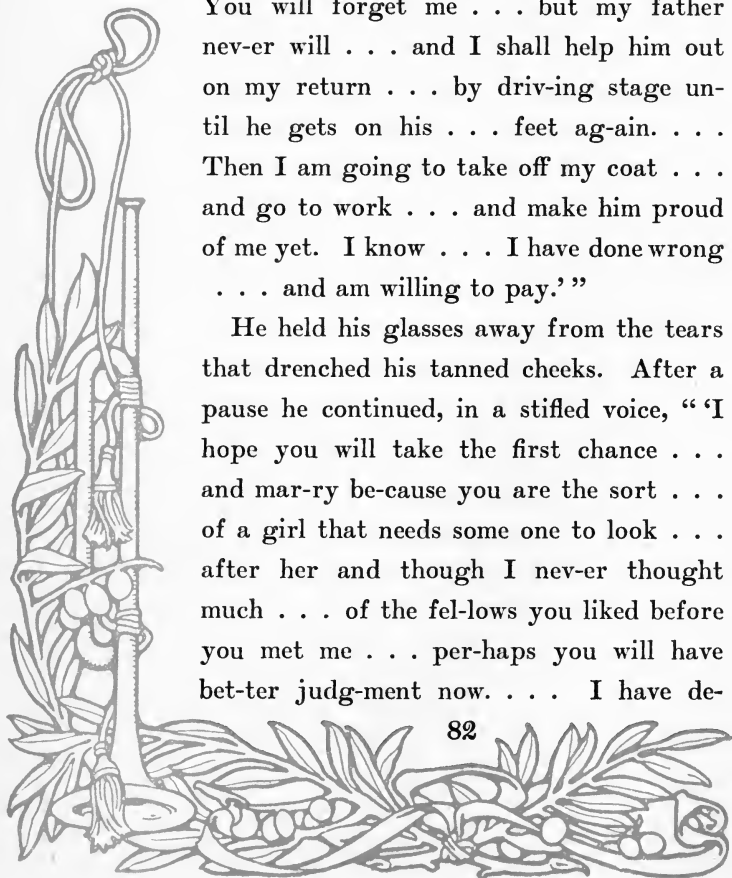 You will forget me . . . but my father
nev-er will . . . and I shall help him out
on my return . . . by driv-ing stage un-
til he gets on his . . . feet ag-ain. . . .
Then I am going to take off my coat . . .
and go to work . . . and make him proud
of me yet. I know . . . I have done wrong
. . . and am willing to pay.’ ”
He held his glasses away from the tears
that drenched his tanned cheeks. After a
pause he continued, in a stifled voice, “ ‘I
hope you will take the first chance . . .
and mar-ry be-cause you are the sort . . .
of a girl that needs some one to look . . .
after her and though I nev-er thought
much . . . of the fel-lows you liked before
you met me . . . per-haps you will have
bet-ter judg-ment now. . . . I have de-
82